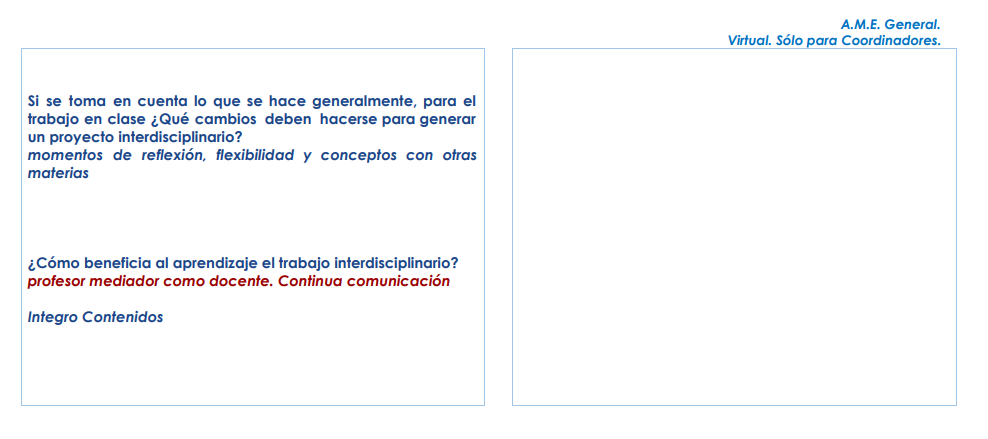 A.M.E. General.
Virtual. Sólo para Coordinadores.
Si se toma en cuenta lo que se hace generalmente, para el
trabajo en clase ¿Qué cambios deben hacerse para generar
un proyecto interdisciplinario?
momentos de reflexión, flexibilidad y conceptos con otras
materias
¿Cómo beneficia al aprendizaje el trabajo interdisciplinario?
profesor mediador como docente. Continua comunicación
Integro Contenidos